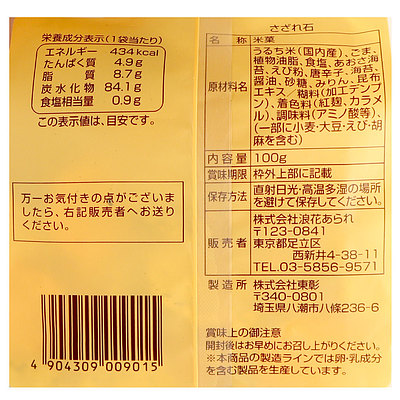 栄養成分表示(1袋当たり)
エネルギー 434kcal
たんぱく質 4.9g
脂質 8.7g
炭水化物 84.1g
食塩相当量 0.9g
この表示値は、目安です。
万一お気付きの点がございま
したら、右記販売者へお送り
ください。
4 904309 009015
さざれ石
名称 米菓
原材料名 うるち米(国内産)、ごま、
植物油脂、食塩、あおさ海
苔、えび粉、唐辛子、海苔、
醤油、砂糖、みりん、昆布
エキス/糊料(加工デンプ
ン)、着色料(紅麹、カラメ
ル)、調味料(アミノ酸等)、
(一部に小麦・大豆・えび・胡
麻を含む)
内容量 100g
賞味期限 枠外上部に記載
保存方法 直射日光・高温多湿の場所
を避けて保存してください。
販売者 株式会社浪花あられ
〒123-0841
東京都足立区
西新井4-38-11
TEL.03-5856-9571
製造所 株式会社東彰
〒340-0801
埼玉県八潮市八條236-6
賞味上の御注意
開封後はお早めにお召し上がりください。
※本商品の製造ラインでは卵・乳成分
を含む製品を生産しています。